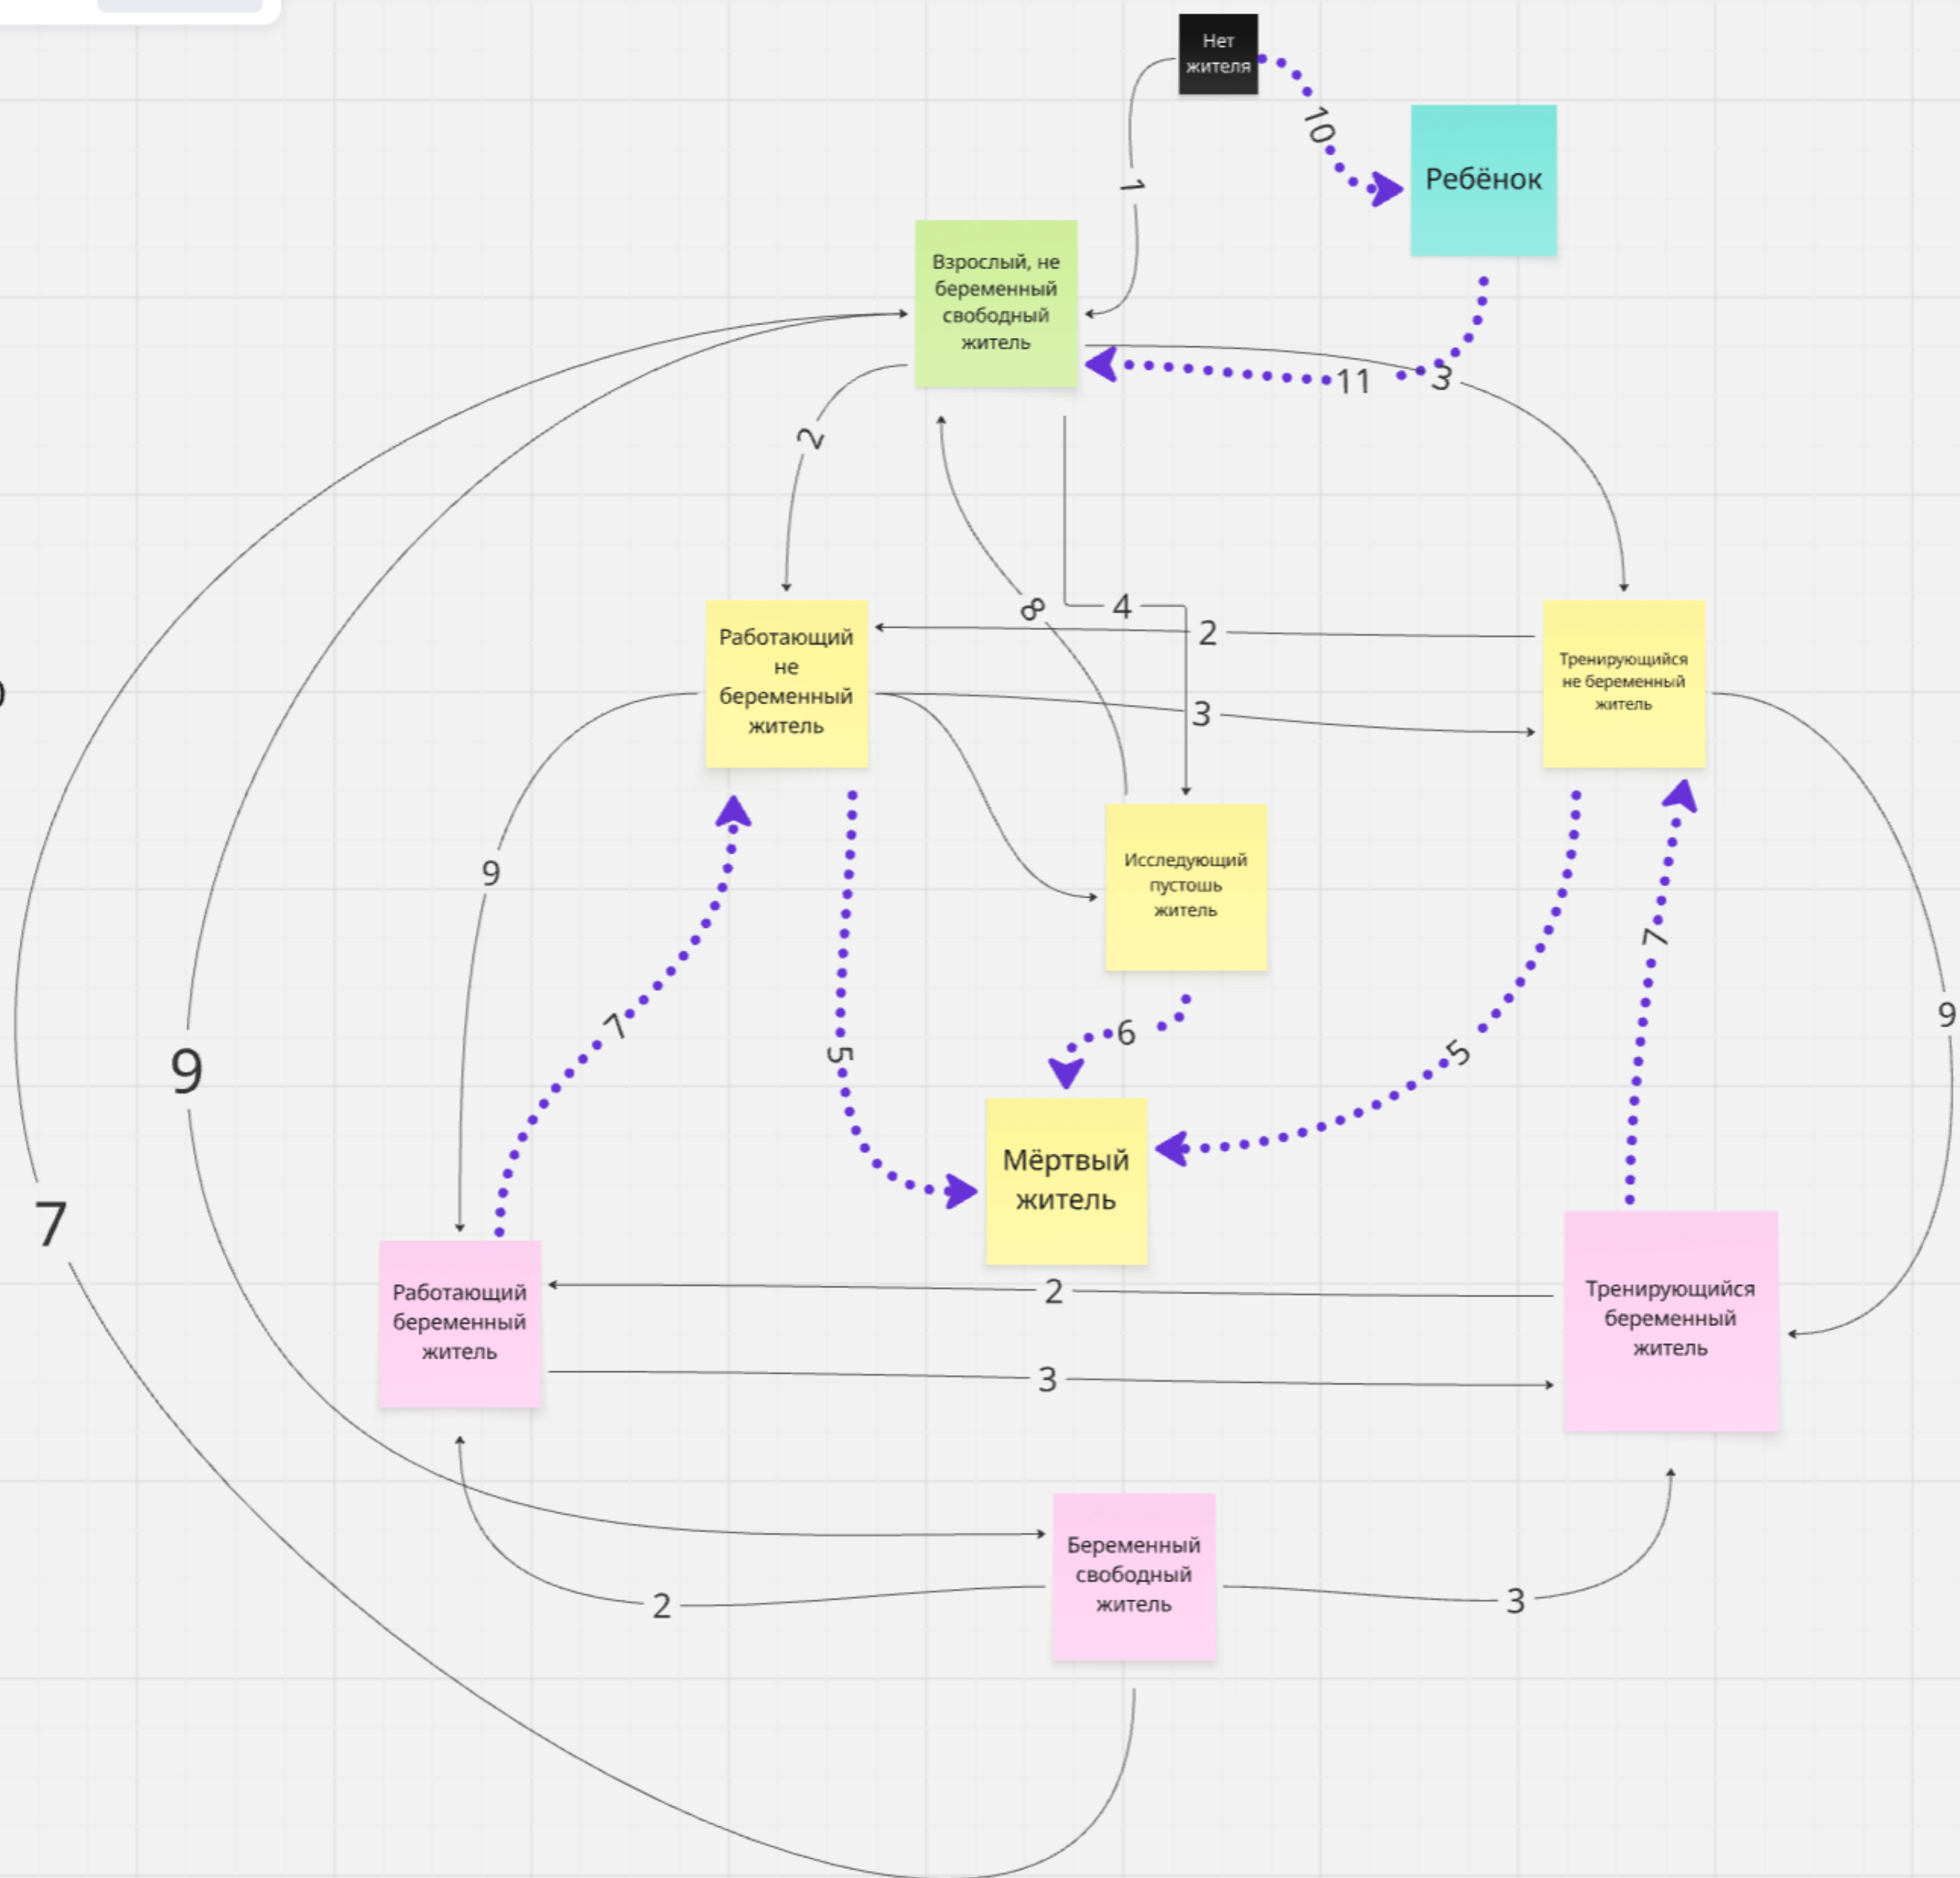 Нет
жителя
10
Ребёнок
1
Взрослый, не
беременный
свободный
житель
11
3
2
8
4
2
Работающий
не
беременный
житель
3
Тренирующийся
не беременный
житель
9
Исследующий
пустошь
житель
7
7
5
6
5
9
9
Мёртвый
житель
7
Работающий
беременный
житель
2
3
Тренирующийся
беременный
житель
Беременный
свободный
житель
2
3